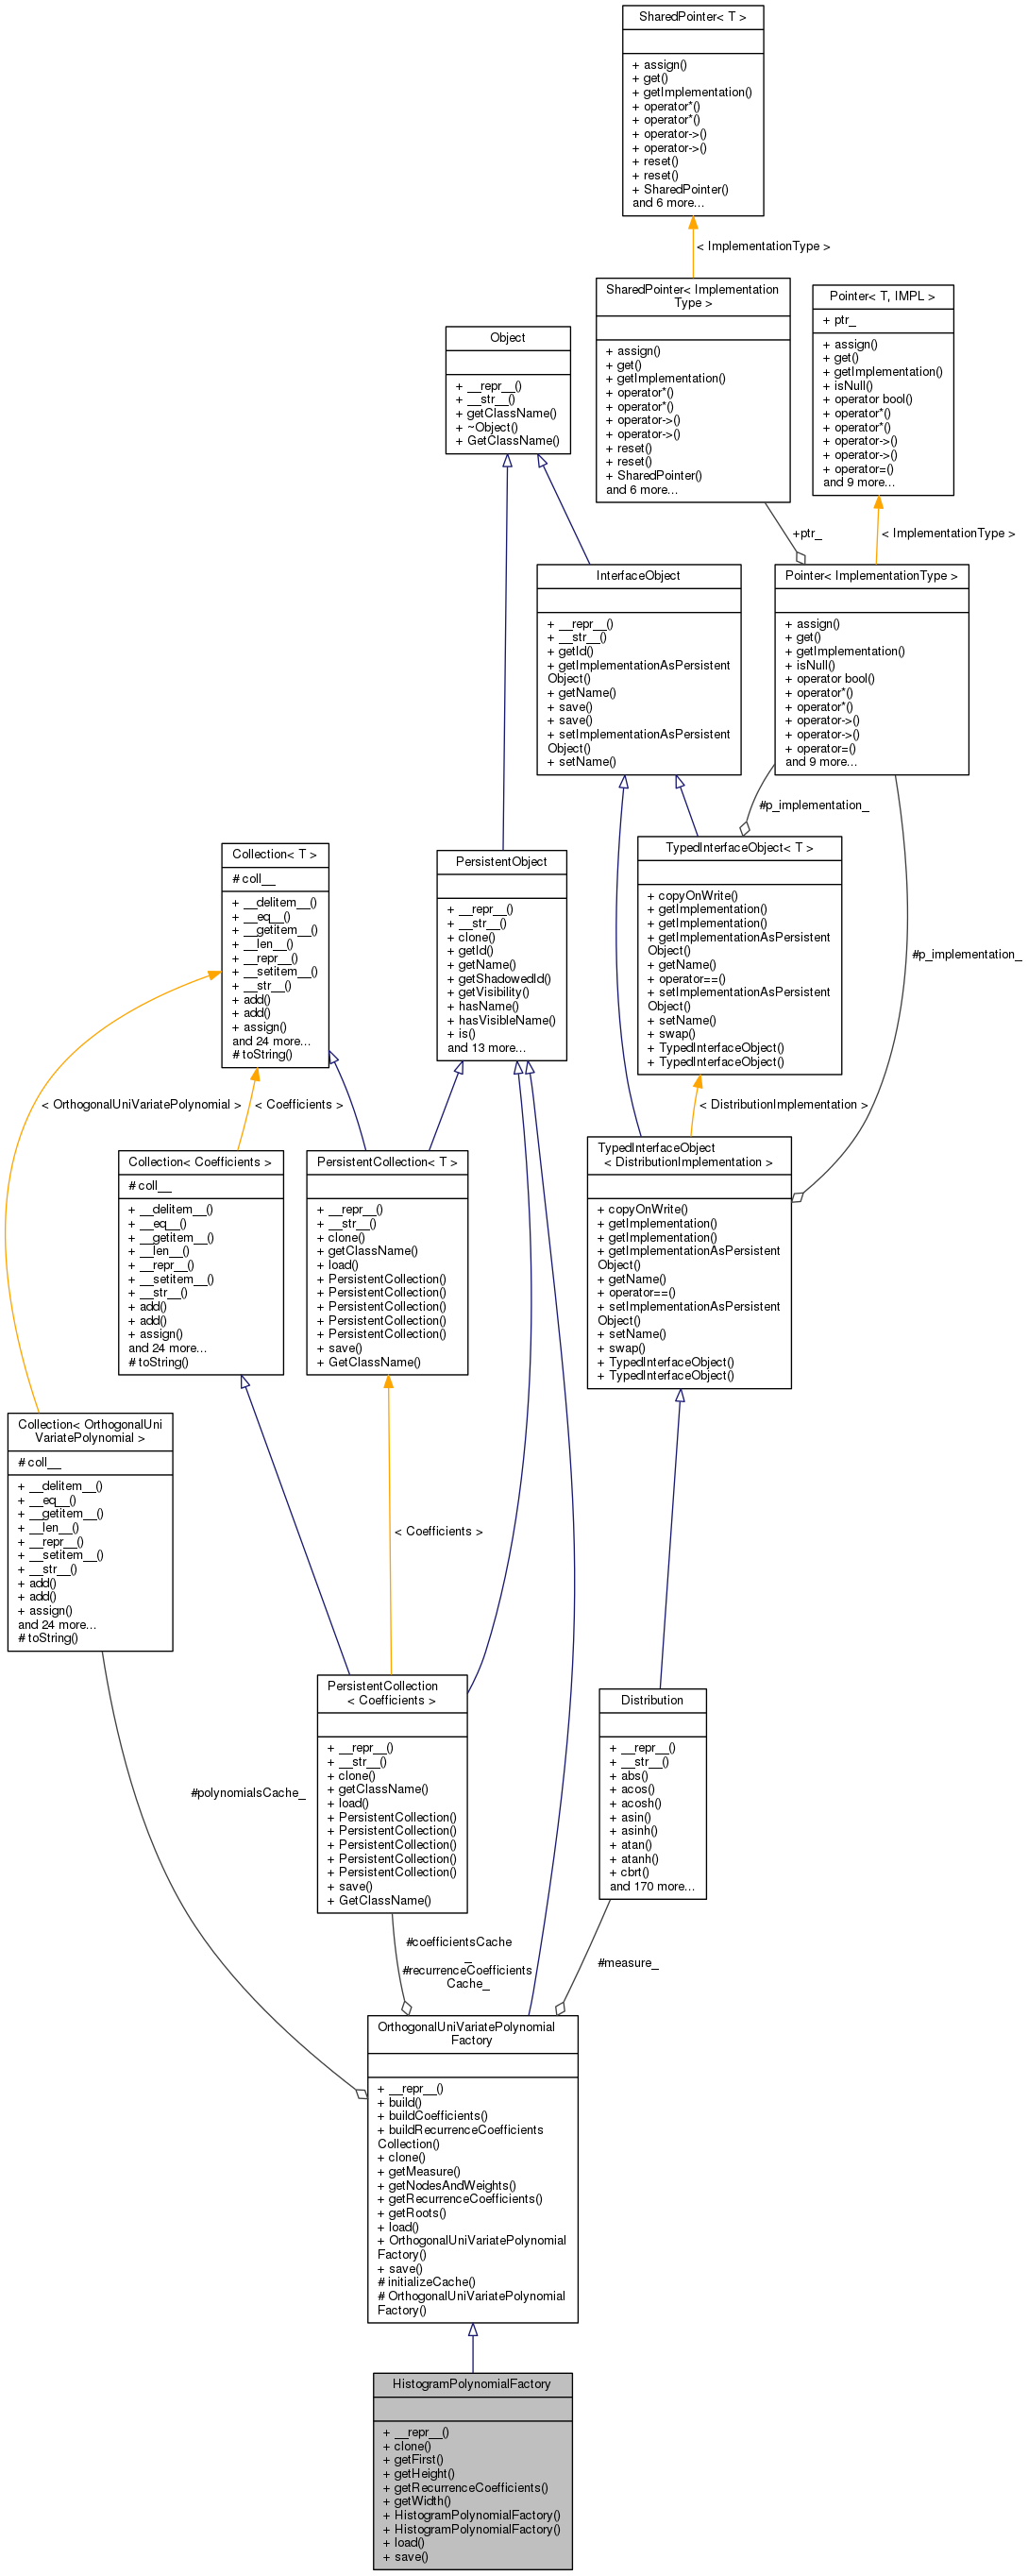 SharedPointer< T >
+ assign()
+ get()
+ getImplementation()
+ operator*()
+ operator*()
+ operator->()
+ operator->()
+ reset()
+ reset()
+ SharedPointer()
and 6 more...
< ImplementationType >
SharedPointer< Implementation
Type >
+ assign()
+ get()
+ getImplementation()
+ operator*()
+ operator*()
+ operator->()
+ operator->()
+ reset()
+ reset()
+ SharedPointer()
and 6 more...
Pointer< T, IMPL >
+ ptr_
+ assign()
+ get()
+ getImplementation()
+ isNull()
+ operator bool()
+ operator*()
+ operator*()
+ operator->()
+ operator->()
+ operator=()
and 9 more...
Object
+ __repr__()
+ __str__()
+ getClassName()
+ ~Object()
+ GetClassName()
+ptr_
< ImplementationType >
InterfaceObject
+ __repr__()
+ __str__()
+ getId()
+ getImplementationAsPersistent
Object()
+ getName()
+ save()
+ save()
+ setImplementationAsPersistent
Object()
+ setName()
Pointer< ImplementationType >
+ assign()
+ get()
+ getImplementation()
+ isNull()
+ operator bool()
+ operator*()
+ operator*()
+ operator->()
+ operator->()
+ operator=()
and 9 more...
#p_implementation_
Collection< T >
# coll__
+ __delitem__()
+ __eq__()
+ __getitem__()
+ __len__()
+ __repr__()
+ __setitem__()
+ __str__()
+ add()
+ add()
+ assign()
and 24 more...
# toString()
PersistentObject
+ __repr__()
+ __str__()
+ clone()
+ getId()
+ getName()
+ getShadowedId()
+ getVisibility()
+ hasName()
+ hasVisibleName()
+ is()
and 13 more...
TypedInterfaceObject< T >
+ copyOnWrite()
+ getImplementation()
+ getImplementation()
+ getImplementationAsPersistent
Object()
+ getName()
+ operator==()
+ setImplementationAsPersistent
Object()
+ setName()
+ swap()
+ TypedInterfaceObject()
+ TypedInterfaceObject()
#p_implementation_
< OrthogonalUniVariatePolynomial >
< Coefficients >
< DistributionImplementation >
Collection< Coefficients >
# coll__
+ __delitem__()
+ __eq__()
+ __getitem__()
+ __len__()
+ __repr__()
+ __setitem__()
+ __str__()
+ add()
+ add()
+ assign()
and 24 more...
# toString()
PersistentCollection< T >
+ __repr__()
+ __str__()
+ clone()
+ getClassName()
+ load()
+ PersistentCollection()
+ PersistentCollection()
+ PersistentCollection()
+ PersistentCollection()
+ PersistentCollection()
+ save()
+ GetClassName()
TypedInterfaceObject
< DistributionImplementation >
+ copyOnWrite()
+ getImplementation()
+ getImplementation()
+ getImplementationAsPersistent
Object()
+ getName()
+ operator==()
+ setImplementationAsPersistent
Object()
+ setName()
+ swap()
+ TypedInterfaceObject()
+ TypedInterfaceObject()
Collection< OrthogonalUni
VariatePolynomial >
# coll__
+ __delitem__()
+ __eq__()
+ __getitem__()
+ __len__()
+ __repr__()
+ __setitem__()
+ __str__()
+ add()
+ add()
+ assign()
and 24 more...
# toString()
< Coefficients >
PersistentCollection
< Coefficients >
+ __repr__()
+ __str__()
+ clone()
+ getClassName()
+ load()
+ PersistentCollection()
+ PersistentCollection()
+ PersistentCollection()
+ PersistentCollection()
+ PersistentCollection()
+ save()
+ GetClassName()
Distribution
+ __repr__()
+ __str__()
+ abs()
+ acos()
+ acosh()
+ asin()
+ asinh()
+ atan()
+ atanh()
+ cbrt()
and 170 more...
#polynomialsCache_
#coefficientsCache
_
#recurrenceCoefficients
Cache_
#measure_
OrthogonalUniVariatePolynomial
Factory
+ __repr__()
+ build()
+ buildCoefficients()
+ buildRecurrenceCoefficients
Collection()
+ clone()
+ getMeasure()
+ getNodesAndWeights()
+ getRecurrenceCoefficients()
+ getRoots()
+ load()
+ OrthogonalUniVariatePolynomial
Factory()
+ save()
# initializeCache()
# OrthogonalUniVariatePolynomial
Factory()
HistogramPolynomialFactory
+ __repr__()
+ clone()
+ getFirst()
+ getHeight()
+ getRecurrenceCoefficients()
+ getWidth()
+ HistogramPolynomialFactory()
+ HistogramPolynomialFactory()
+ load()
+ save()